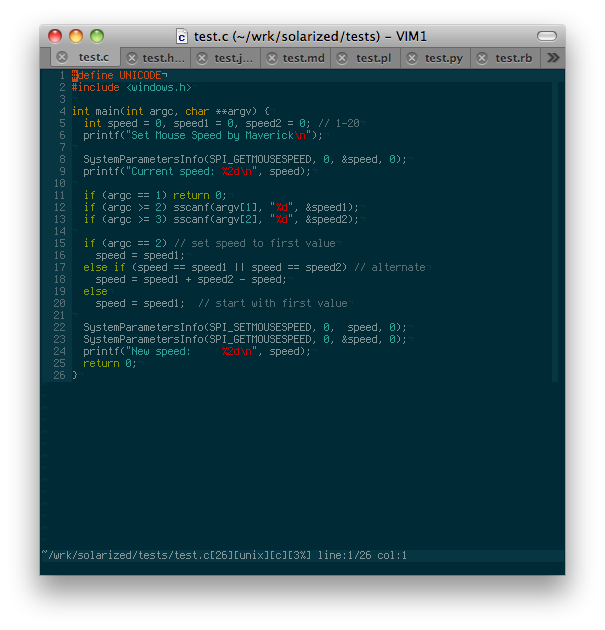 test.c (~/wrk/solarized/tests) - VIM1
test.c test.h... test.j... test.md test.pl test.py test.rb
1 #define UNICODE¬
2 #include <windows.h>
3
4 int main(int argc, char **argv) {
5   int speed = 0, speed1 = 0, speed2 = 0; // 1-20
6   printf("Set Mouse Speed by Maverick\n");
7
8   SystemParametersInfo(SPI_GETMOUSESPEED, 0, &speed, 0);
9   printf("Current speed: %2d\n", speed);
10
11   if (argc == 1) return 0;
12   if (argc >= 2) sscanf(argv[1], "%d", &speed1);
13   if (argc >= 3) sscanf(argv[2], "%d", &speed2);
14
15   if (argc == 2) // set speed to first value
16     speed = speed1;
17   else if (speed == speed1 || speed == speed2) // alternate
18     speed = speed1 + speed2 - speed;
19   else
20     speed = speed1;  // start with first value
21
22   SystemParametersInfo(SPI_SETMOUSESPEED, 0,  speed, 0);
23   SystemParametersInfo(SPI_GETMOUSESPEED, 0, &speed, 0);
24   printf("New speed:     %2d\n", speed);
25   return 0;
26 }
~/wrk/solarized/tests/test.c[26][unix][c][3%] line:1/26 col:1